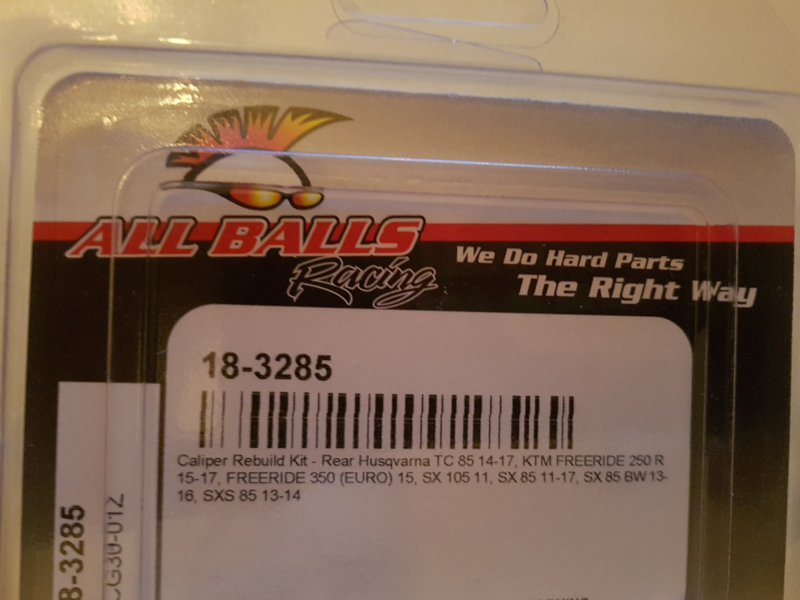 ALL BALLS
Racing
We Do Hard Parts
The Right Way
18-3285
Caliper Rebuild Kit - Rear Husqvarna TC 85 14-17, KTM FREERIDE 250 R
15-17, FREERIDE 350 (EURO) 15, SX 105 11, SX 85 11-17, SX 85 BW 13-
16, SXS 85 13-14
8-3285